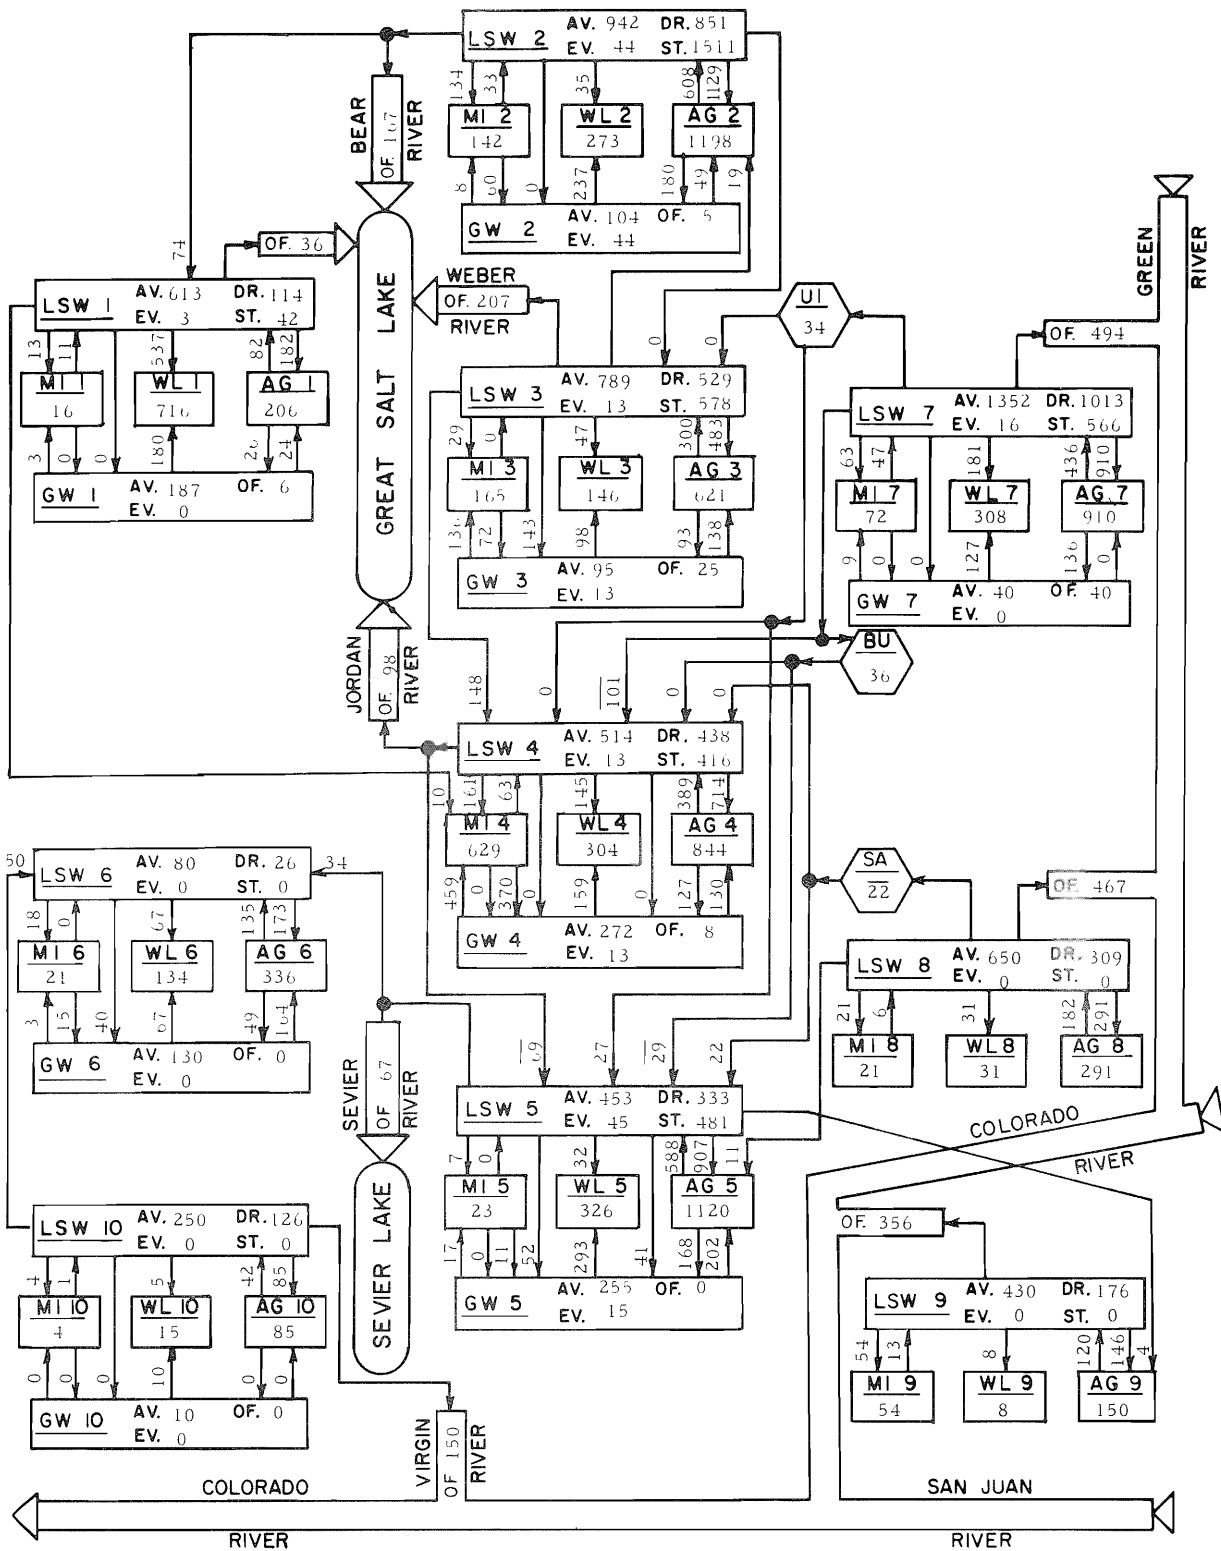 LSW 2 AV. 942 DR. 851
EV. 44 ST. 1511
134 33 35 608 1129
MI 2 WL 2 AG 2
142 273 1198
8 60 0 237 180 49 19
GW 2 AV. 104 OF. 5
EV. 44
BEAR RIVER
OF. 167
74
OF. 36
GREAT SALT LAKE
WEBER RIVER
OF. 207
LSW 1 AV. 613 DR. 114
EV. 3 ST. 42
13 11 537 82 182
MI 1 WL 1 AG 1
16 716 206
3 0 0 180 26 24
GW 1 AV. 187 OF. 6
EV. 0
0 0
UI
34
LSW 3 AV. 789 DR. 529
EV. 13 ST. 578
29 0 47 300 483
MI 3 WL 3 AG 3
165 146 621
136 72 143 98 93 138
GW 3 AV. 95 OF. 25
EV. 13
GREEN RIVER
OF. 494
LSW 7 AV. 1352 DR. 1013
EV. 16 ST. 566
63 47 181 436 910
MI 7 WL 7 AG 7
72 308 910
9 0 0 127 136 0
GW 7 AV. 40 OF. 40
EV. 0
BU
36
JORDAN RIVER
OF. 98
148 0 101 0 0
LSW 4 AV. 514 DR. 438
EV. 13 ST. 416
10 161 63 145 389 714
MI 4 WL 4 AG 4
629 304 844
459 0 370 0 159 0 127 130
GW 4 AV. 272 OF. 8
EV. 13
50 34
LSW 6 AV. 80 DR. 26
EV. 0 ST. 0
18 0 67 135 173
MI 6 WL 6 AG 6
21 134 336
3 15 40 67 49 164
GW 6 AV. 130 OF. 0
EV. 0
SA
22
OF. 467
LSW 8 AV. 650 DR. 309
EV. 0 ST. 0
21 6 31 182 291
MI 8 WL 8 AG 8
21 31 291
SEVIER RIVER
OF 67
SEVIER LAKE
69 27 29 22
LSW 5 AV. 453 DR. 333
EV. 45 ST. 481
7 0 32 588 907 11
MI 5 WL 5 AG 5
23 326 1120
17 0 11 52 293 41 168 202
GW 5 AV. 255 OF. 0
EV. 15
COLORADO
RIVER
OF. 356
LSW 9 AV. 430 DR. 176
EV. 0 ST. 0
54 13 8 120 146 4
MI 9 WL 9 AG 9
54 8 150
LSW 10 AV. 250 DR. 126
EV. 0 ST. 0
4 1 5 42 85
MI 10 WL 10 AG 10
4 15 85
0 0 0 10 0 0
GW 10 AV. 10 OF. 0
EV. 0
VIRGIN RIVER
OF 150
COLORADO
RIVER
SAN JUAN
RIVER